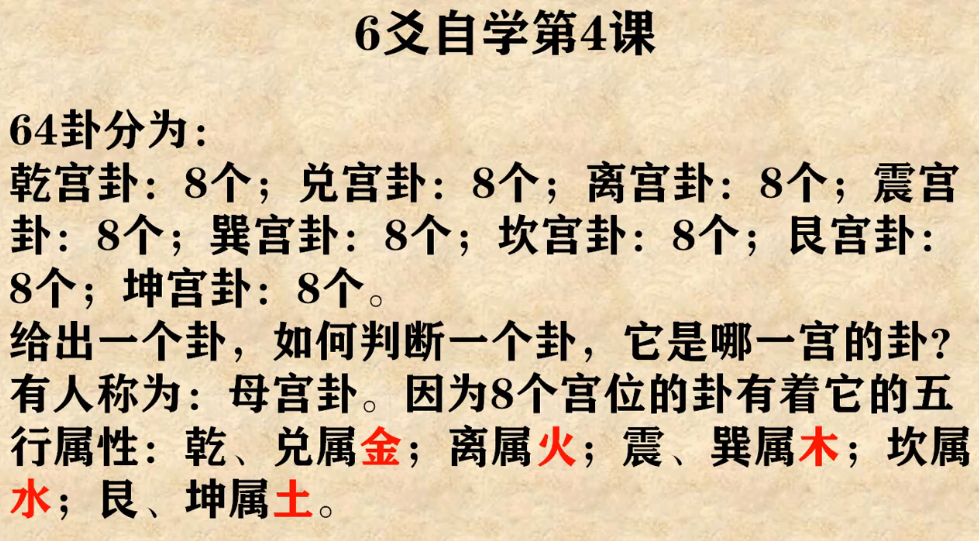 6爻自学第4课
64卦分为：
乾宫卦：8个；兑宫卦：8个；离宫卦：8个；震宫
卦：8个；巽宫卦：8个；坎宫卦：8个；艮宫卦：
8个；坤宫卦：8个。
给出一个卦，如何判断一个卦，它是哪一宫的卦?
有人称为：母宫卦。因为8个宫位的卦有着它的五
行属性：乾、兑属金；离属火；震、巽属木；坎属
水；艮、坤属土。